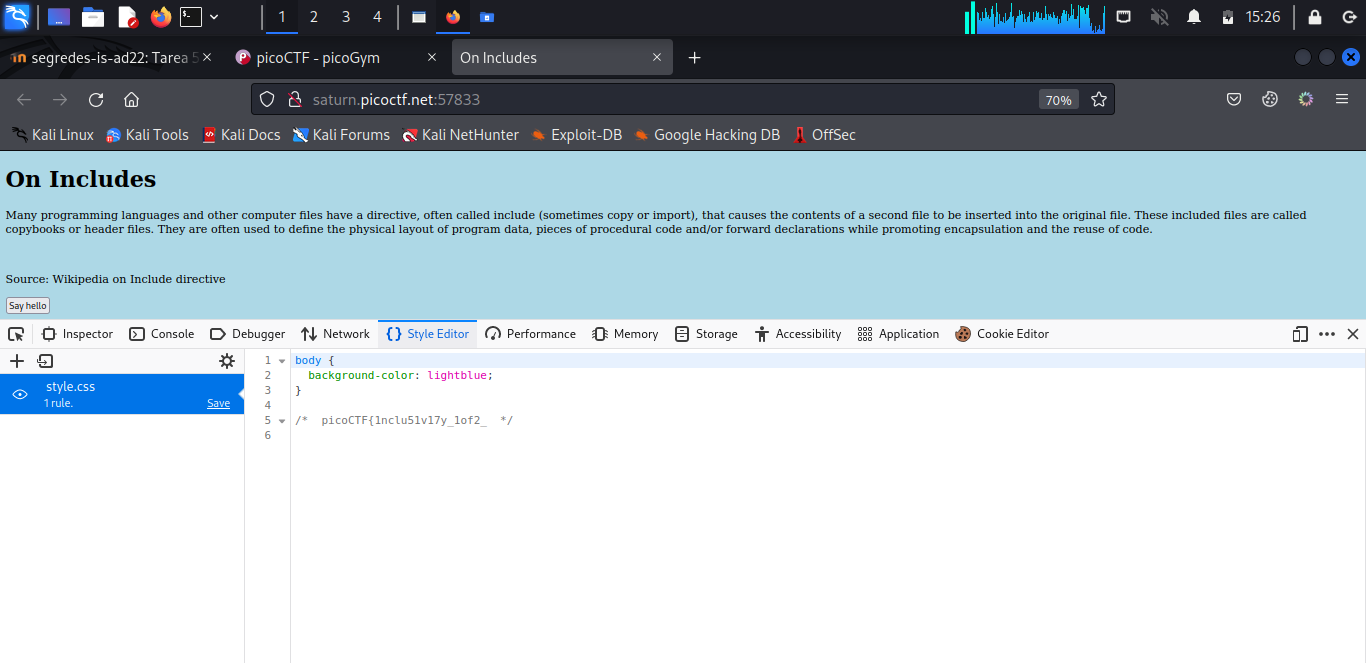 1 2 3 4 15:26
segredes-is-ad22: Tarea 5
picoCTF - picoGym
On Includes
saturn.picoctf.net:57833 70%
Kali Linux Kali Tools Kali Docs Kali Forums Kali NetHunter Exploit-DB Google Hacking DB OffSec
On Includes
Many programming languages and other computer files have a directive, often called include (sometimes copy or import), that causes the contents of a second file to be inserted into the original file. These included files are called
copybooks or header files. They are often used to define the physical layout of program data, pieces of procedural code and/or forward declarations while promoting encapsulation and the reuse of code.
Source: Wikipedia on Include directive
Say hello
Inspector Console Debugger Network Style Editor Performance Memory Storage Accessibility Application Cookie Editor
style.css
1 rule. Save
1 body {
2 background-color: lightblue;
3 }
4
5 /* picoCTF{1nclu51v17y_1of2_ */
6